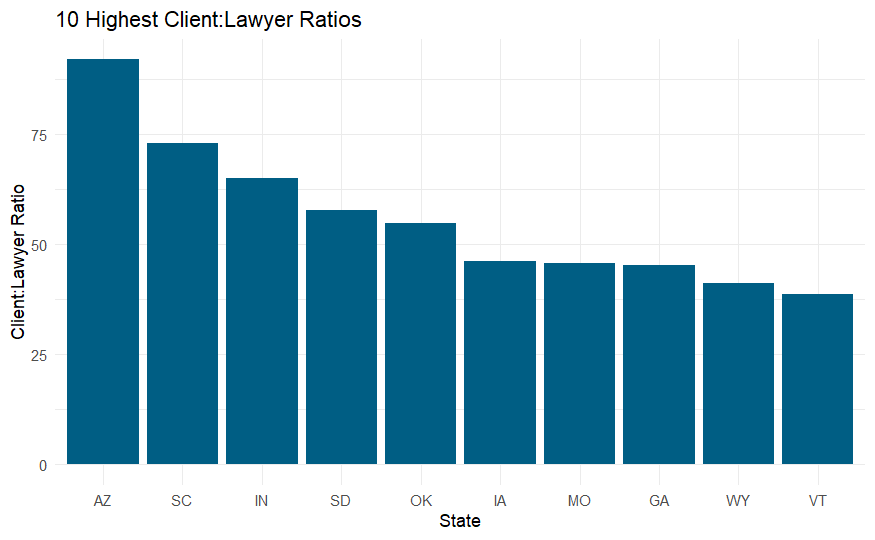 10 Highest Client:Lawyer Ratios
Client:Lawyer Ratio
75
50
25
0
AZ SC IN SD OK IA MO GA WY VT
State